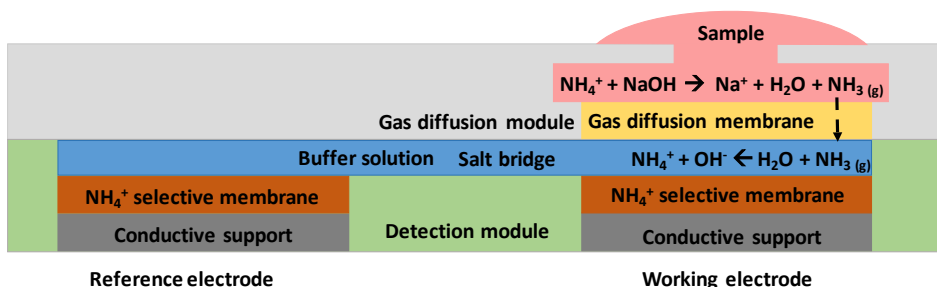 Sample
NH₄⁺ + NaOH → Na⁺ + H₂O + NH₃ (g)
Gas diffusion module Gas diffusion membrane
Buffer solution Salt bridge NH₄⁺ + OH⁻ ← H₂O + NH₃ (g)
NH₄⁺ selective membrane NH₄⁺ selective membrane
Conductive support Detection module Conductive support
Reference electrode Working electrode